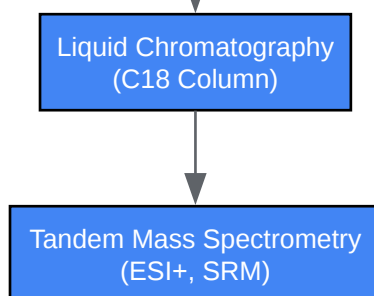 Liquid Chromatography
(C18 Column)
Tandem Mass Spectrometry
(ESI+, SRM)